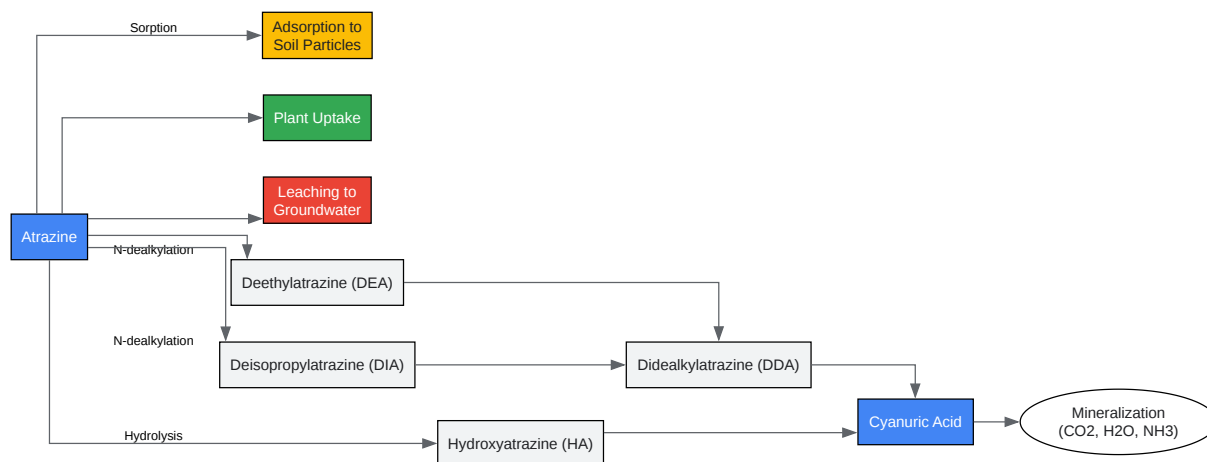 Sorption
Adsorption to
Soil Particles
Plant Uptake
Leaching to
Groundwater
Atrazine
N-dealkylation
Deethylatrazine (DEA)
N-dealkylation
Deisopropylatrazine (DIA)
Didealkylatrazine (DDA)
Hydrolysis
Hydroxyatrazine (HA)
Cyanuric Acid
Mineralization
(CO2, H2O, NH3)